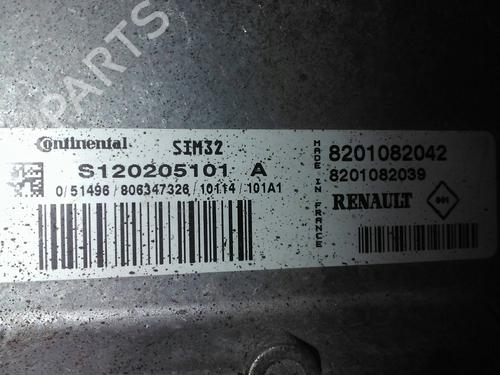 B-PARTS
Continental SIM32
S120205101 A
0/51496/806347326/10114/101A1
MADE IN FRANCE
8201082042
8201082039
RENAULT